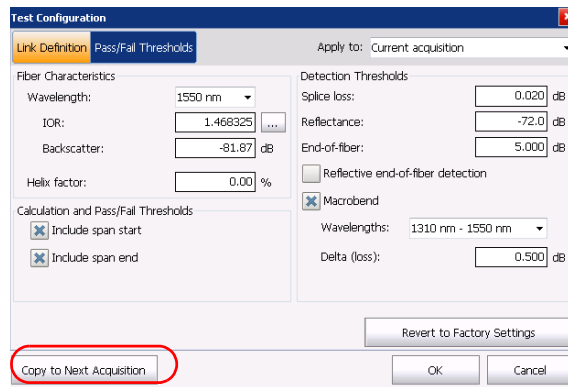 Test Configuration
Link Definition Pass/Fail Thresholds Apply to: Current acquisition
Fiber Characteristics
Wavelength: 1550 nm
IOR: 1.468325 ...
Backscatter: -81.87 dB
Helix factor: 0.00 %
Calculation and Pass/Fail Thresholds
Include span start
Include span end
Detection Thresholds
Splice loss: 0.020 dB
Reflectance: -72.0 dB
End-of-fiber: 5.000 dB
Reflective end-of-fiber detection
Macrobend
Wavelengths: 1310 nm - 1550 nm
Delta (loss): 0.500 dB
Revert to Factory Settings
Copy to Next Acquisition OK Cancel